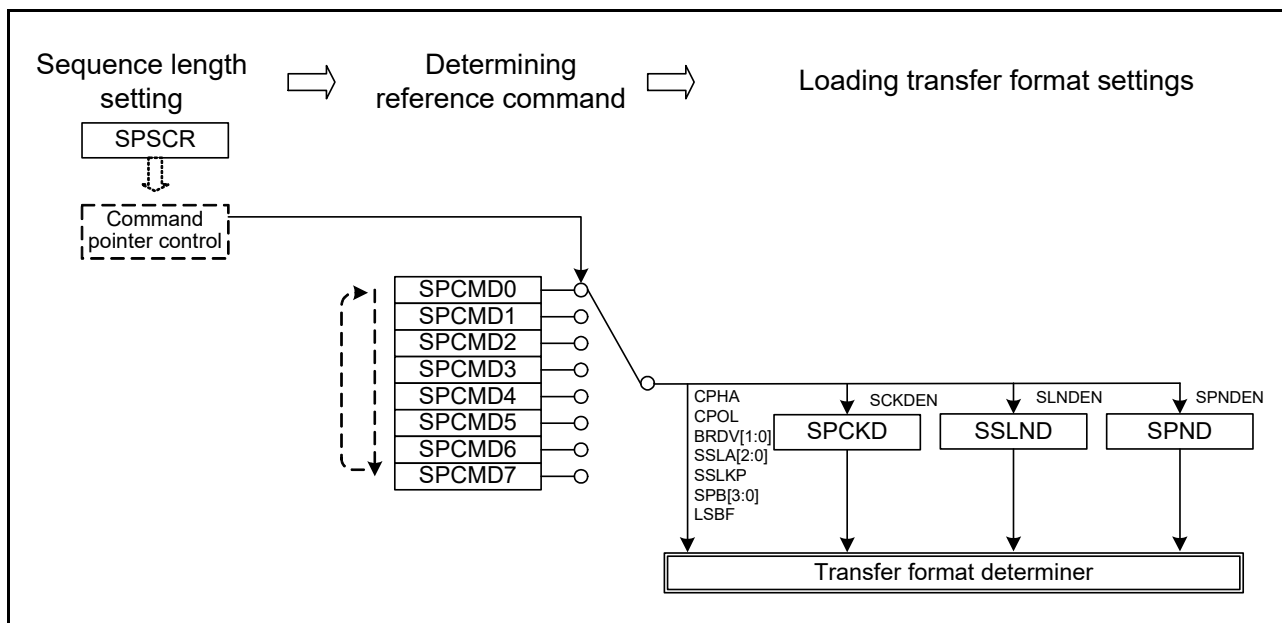 Sequence length
setting
Determining
reference command
Loading transfer format settings
SPSCR
Command
pointer control
SPCMD0
SPCMD1
SPCMD2
SPCMD3
SPCMD4
SPCMD5
SPCMD6
SPCMD7
CPHA
CPOL
BRDV[1:0]
SSLA[2:0]
SSLKP
SPB[3:0]
LSBF
SCKDEN
SPCKD
SLNDEN
SSLND
SPNDEN
SPND
Transfer format determiner